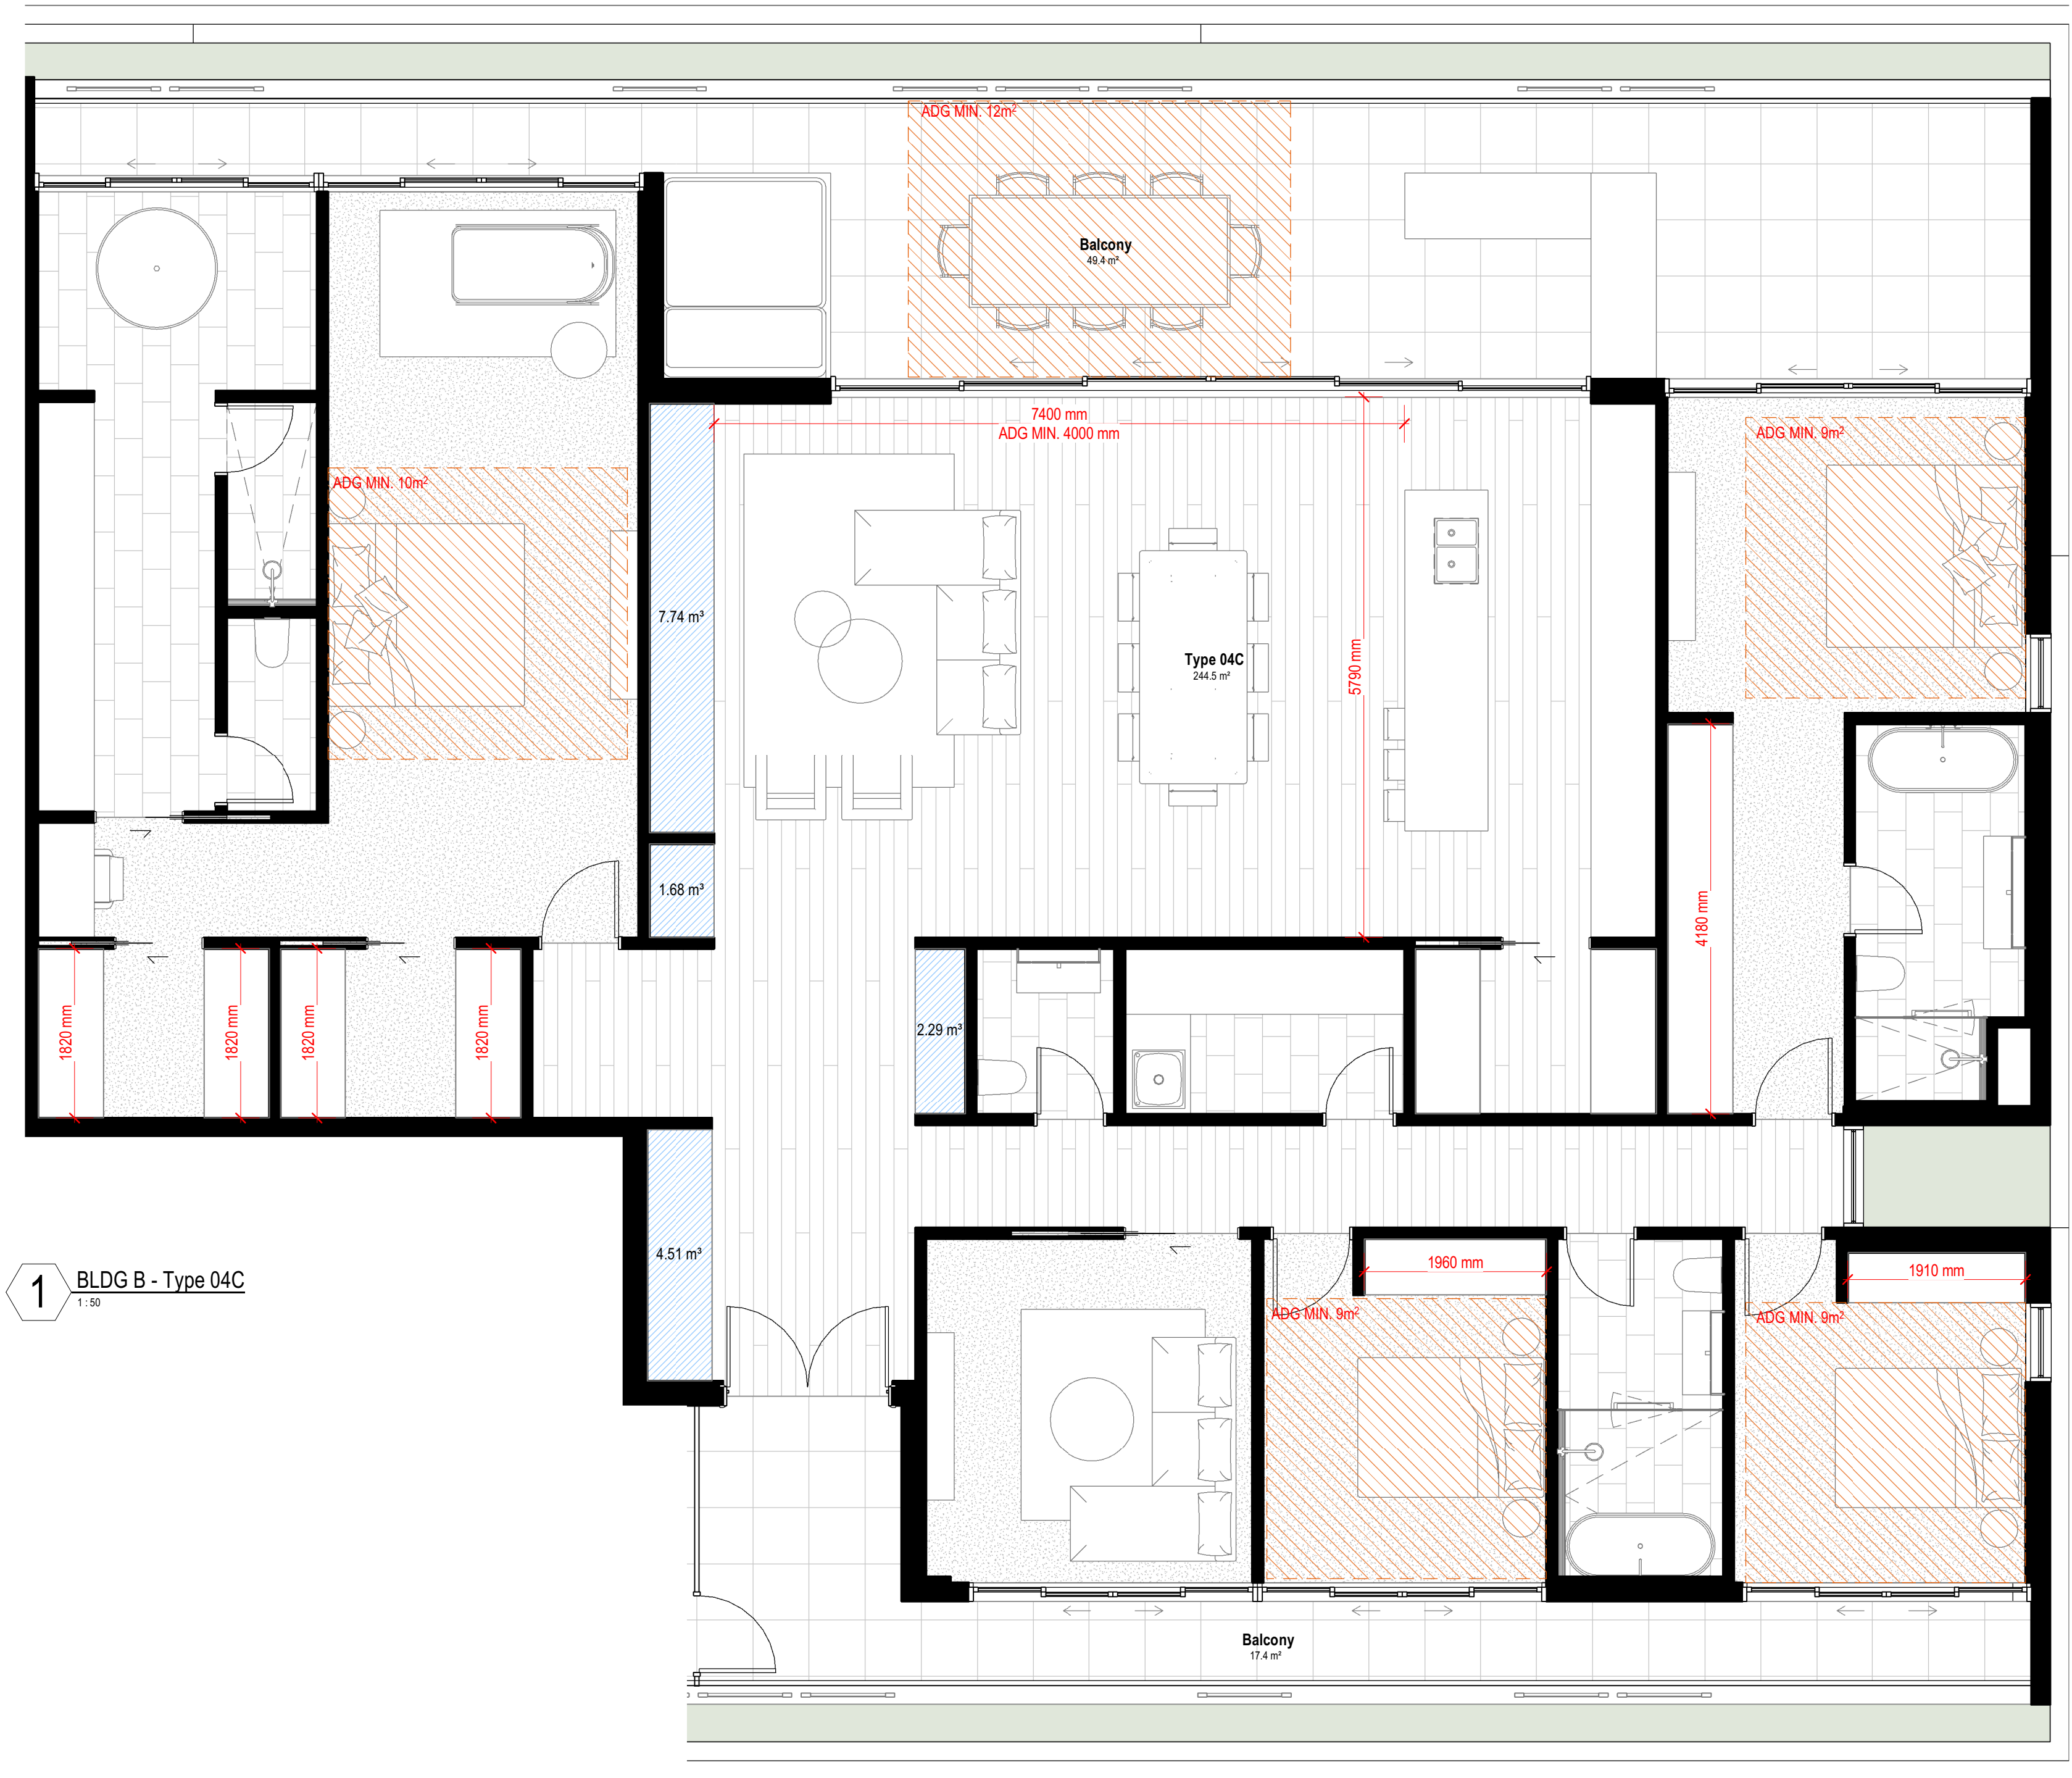 ADG MIN. 12m²
Balcony
49.4 m²
7400 mm
ADG MIN. 4000 mm
ADG MIN. 9m²
ADG MIN. 10m²
7.74 m³
Type 04C
244.5 m²
5790 mm
1.68 m³
4180 mm
1820 mm
1820 mm
1820 mm
1820 mm
2.29 m³
4.51 m³
1960 mm
1910 mm
ADG MIN. 9m²
ADG MIN. 9m²
1
BLDG B - Type 04C
1 : 50
Balcony
17.4 m²